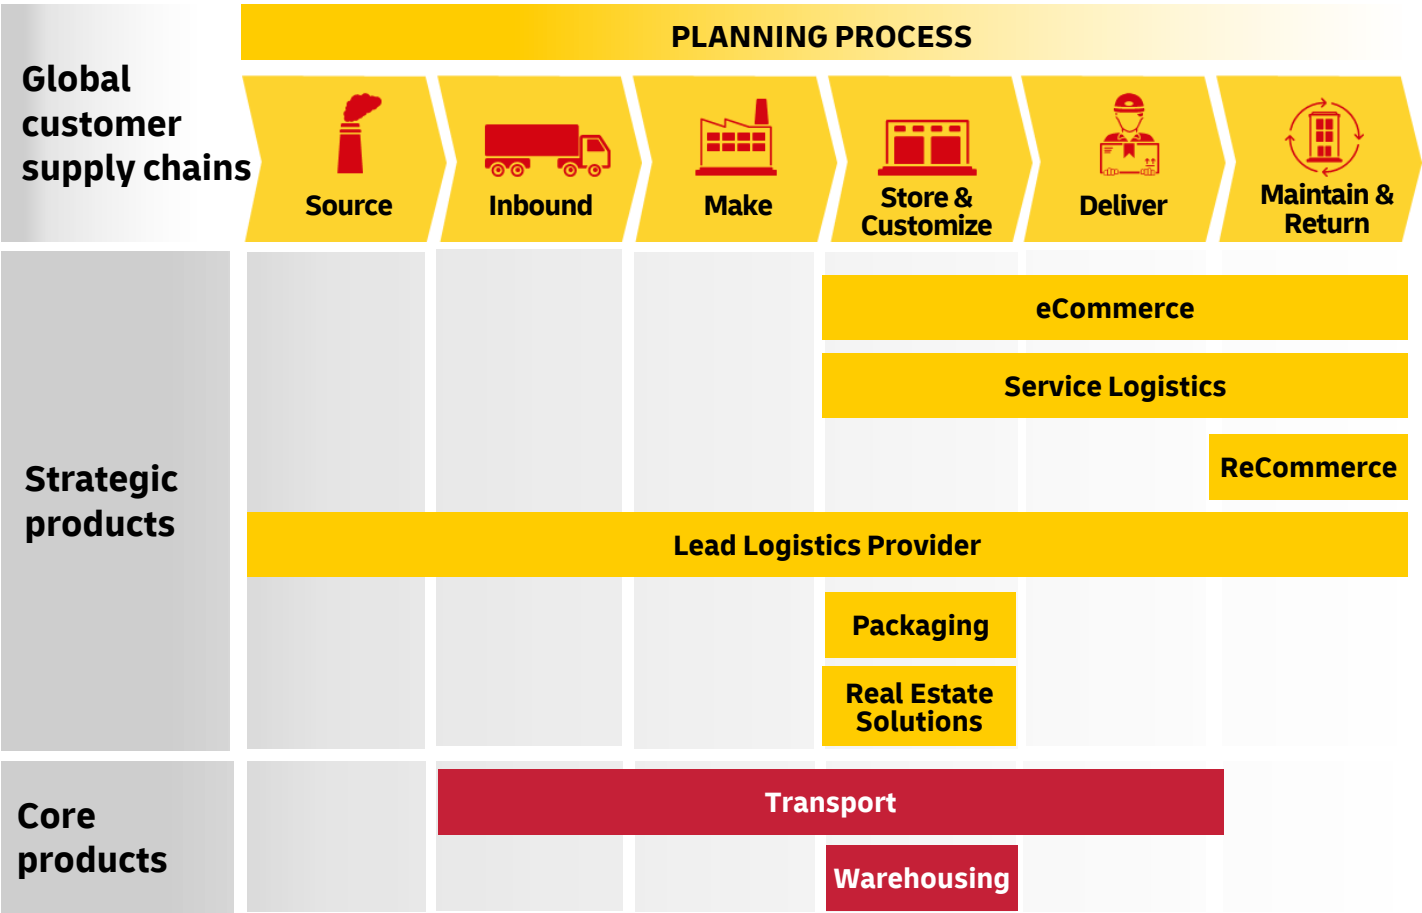 PLANNING PROCESS
Global
customer
supply chains
Source
Inbound
Make
Store &
Customize
Deliver
Maintain &
Return
Strategic
products
eCommerce
Service Logistics
ReCommerce
Lead Logistics Provider
Packaging
Real Estate
Solutions
Core
products
Transport
Warehousing